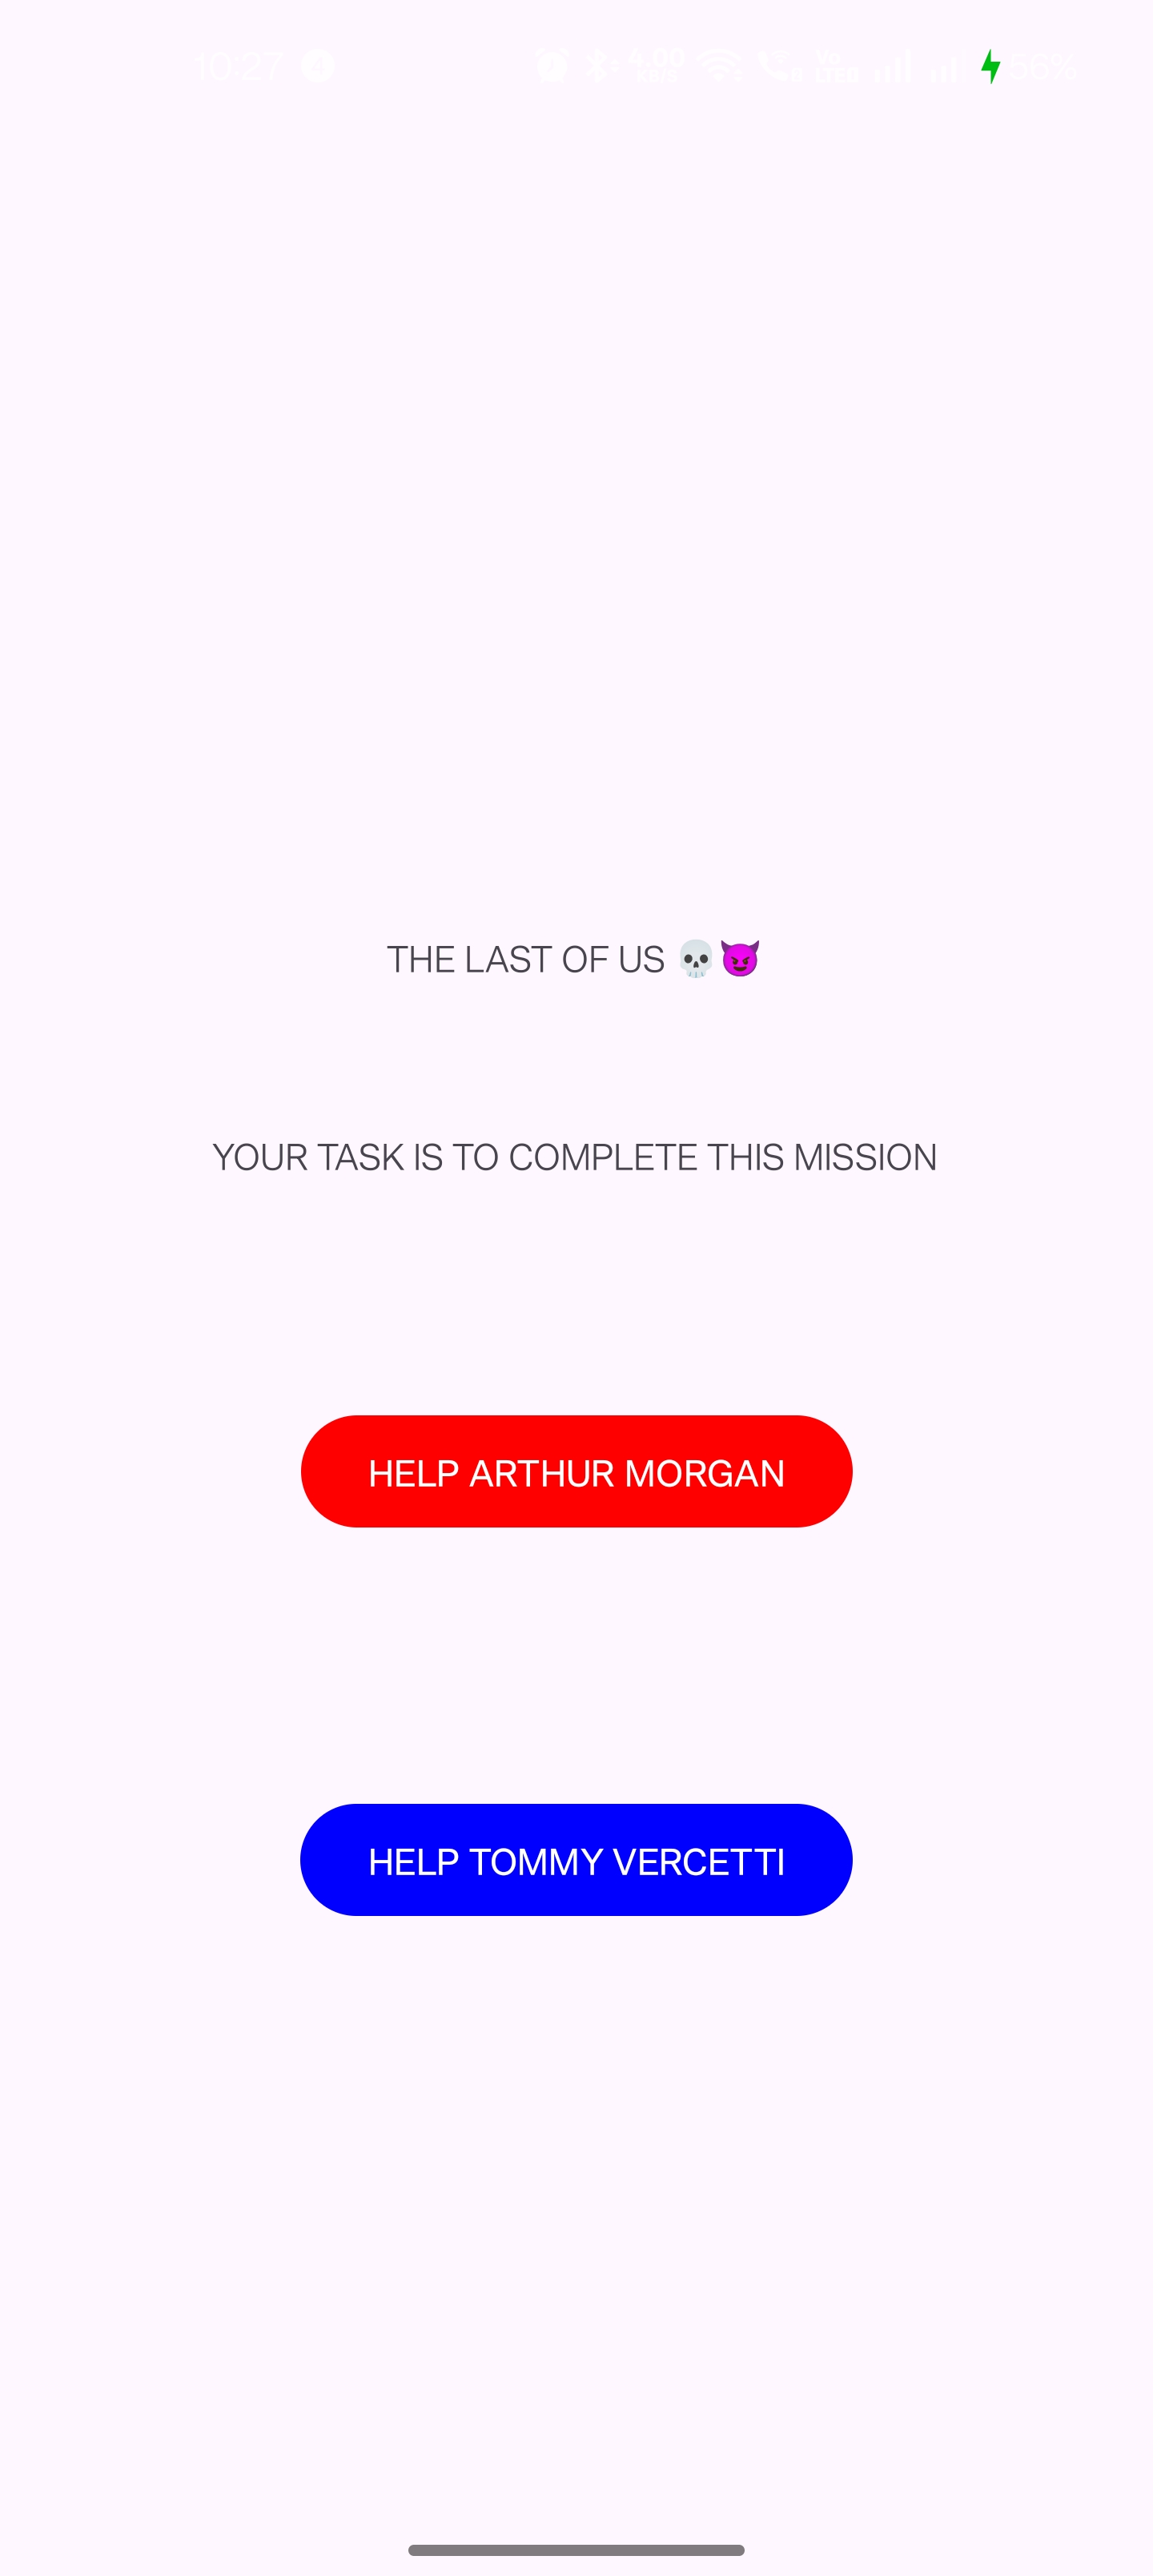 10:27
4.00
KB/S
Vo
LTE
56%
THE LAST OF US 💀😈
YOUR TASK IS TO COMPLETE THIS MISSION
HELP ARTHUR MORGAN
HELP TOMMY VERCETTI